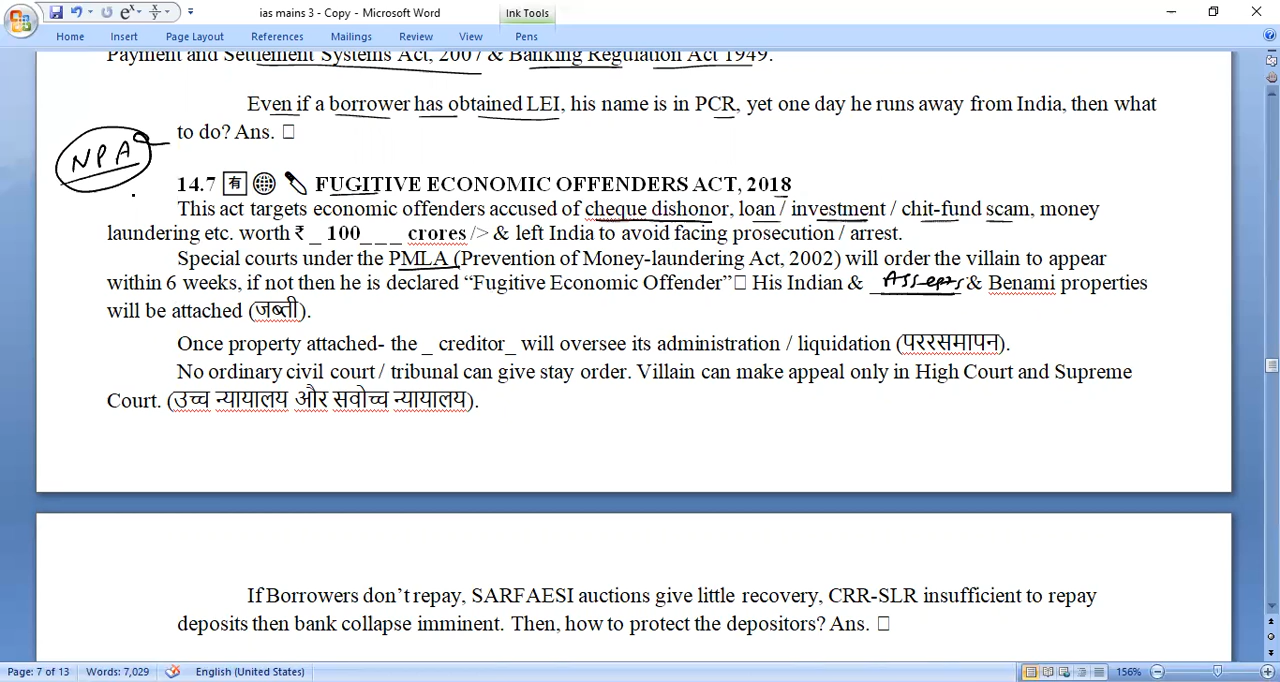 ias mains 3 - Copy - Microsoft Word
Ink Tools
Home Insert Page Layout References Mailings Review View Pens
Payment and Settlement Systems Act, 2007 & Banking Regulation Act 1949.
Even if a borrower has obtained LEI, his name is in PCR, yet one day he runs away from India, then what
to do? Ans. □
NPA
14.7 FUGITIVE ECONOMIC OFFENDERS ACT, 2018
This act targets economic offenders accused of cheque dishonor, loan / investment / chit-fund scam, money
laundering etc. worth ₹ _ 100___ crores /> & left India to avoid facing prosecution / arrest.
Special courts under the PMLA (Prevention of Money-laundering Act, 2002) will order the villain to appear
within 6 weeks, if not then he is declared “Fugitive Economic Offender”□ His Indian & & Benami properties
will be attached (जब्ती).
Once property attached- the _ creditor_ will oversee its administration / liquidation (पररसमापन).
No ordinary civil court / tribunal can give stay order. Villain can make appeal only in High Court and Supreme
Court. (उच्च न्यायालय और सवोच्च न्यायालय).
If Borrowers don’t repay, SARFAESI auctions give little recovery, CRR-SLR insufficient to repay
deposits then bank collapse imminent. Then, how to protect the depositors? Ans. □
Page: 7 of 13 Words: 7,029 English (United States) 156%